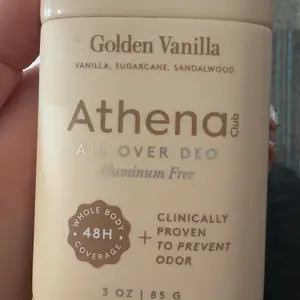 Golden Vanilla
VANILLA, SUGARCANE, SANDALWOOD
Athena
Club
ALL OVER DEO
Aluminum Free
WHOLE BODY
48H
COVERAGE
+
CLINICALLY
PROVEN
TO PREVENT
ODOR
3 OZ | 85 G